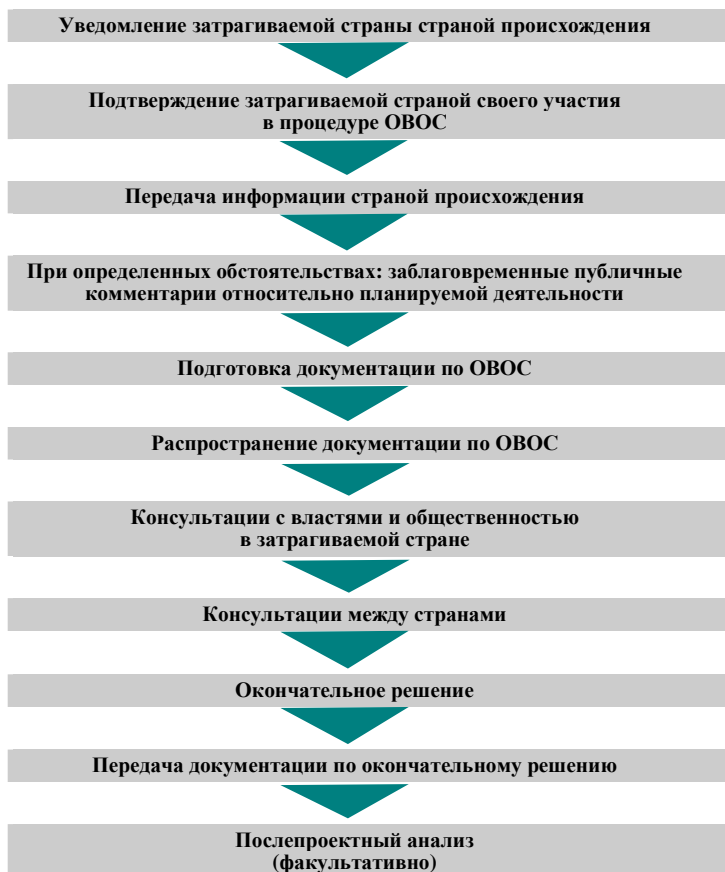 Уведомление затрагиваемой страны страной происхождения
Подтверждение затрагиваемой страной своего участия
в процедуре ОВОС
Передача информации страной происхождения
При определенных обстоятельствах: заблаговременные публичные
комментарии относительно планируемой деятельности
Подготовка документации по ОВОС
Распространение документации по ОВОС
Консультации с властями и общественностью
в затрагиваемой стране
Консультации между странами
Окончательное решение
Передача документации по окончательному решению
Послепроектный анализ
(факультативно)